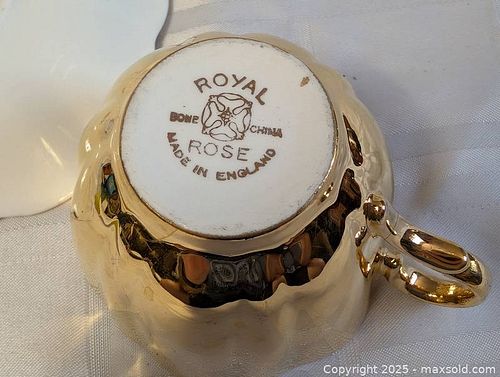 ROYAL
BONE CHINA
ROSE
MADE IN ENGLAND
Copyright 2025 - maxsold.com